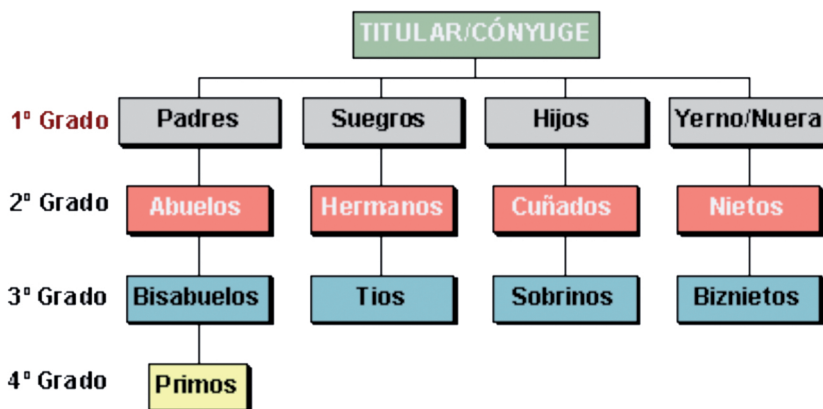 TITULAR/CÓNYUGE
1º Grado Padres Suegros Hijos Yerno/Nuera
2º Grado Abuelos Hermanos Cuñados Nietos
3º Grado Bisabuelos Tios Sobrinos Biznietos
4º Grado Primos